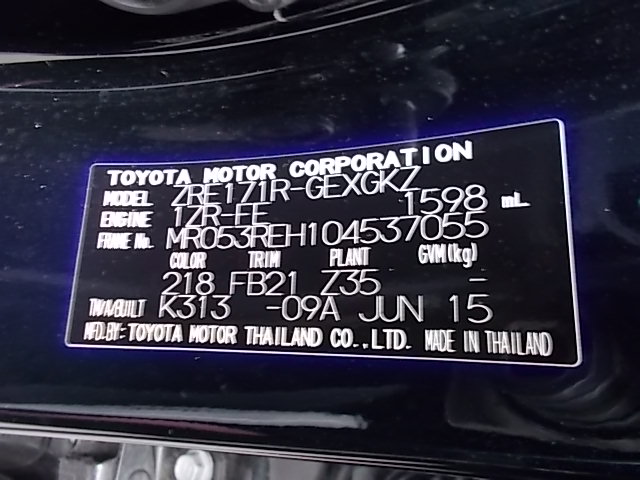 TOYOTA MOTOR CORPORATION
MODEL ZRE171R-GEXGKZ
ENGINE 1ZR-FE 1598 mL
FRAME No. MR053REH104537055
COLOR TRIM PLANT GVM(kg)
218 FB21 Z35 -
T/M/A/BUILT K313 -09A JUN 15
MFD.BY:-TOYOTA MOTOR THAILAND CO.,LTD. MADE IN THAILAND